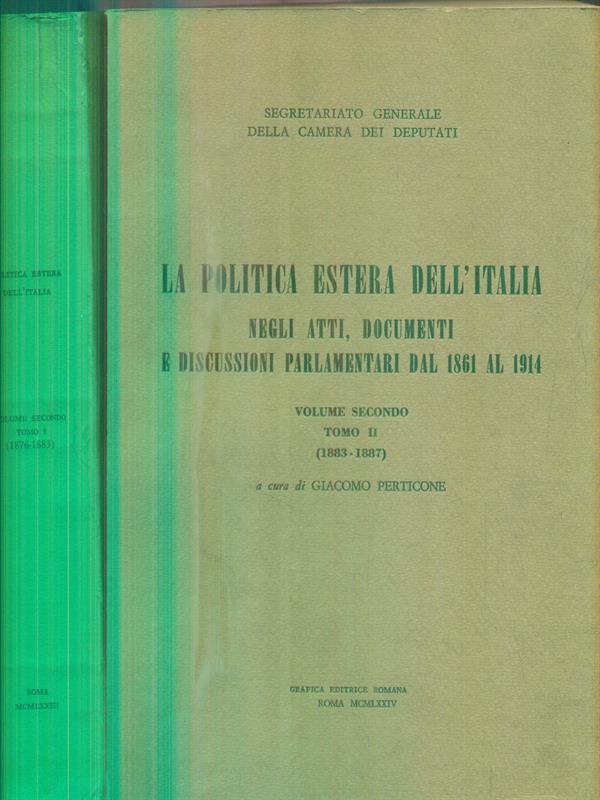 POLITICA ESTERA
DELL'ITALIA
VOLUME SECONDO
TOMO I
(1876-1883)
ROMA
MCMLXXIII
SEGRETARIATO GENERALE
DELLA CAMERA DEI DEPUTATI
LA POLITICA ESTERA DELL'ITALIA
NEGLI ATTI, DOCUMENTI
E DISCUSSIONI PARLAMENTARI DAL 1861 AL 1914
VOLUME SECONDO
TOMO II
(1883-1887)
a cura di GIACOMO PERTICONE
GRAFICA EDITRICE ROMANA
ROMA MCMLXXIV